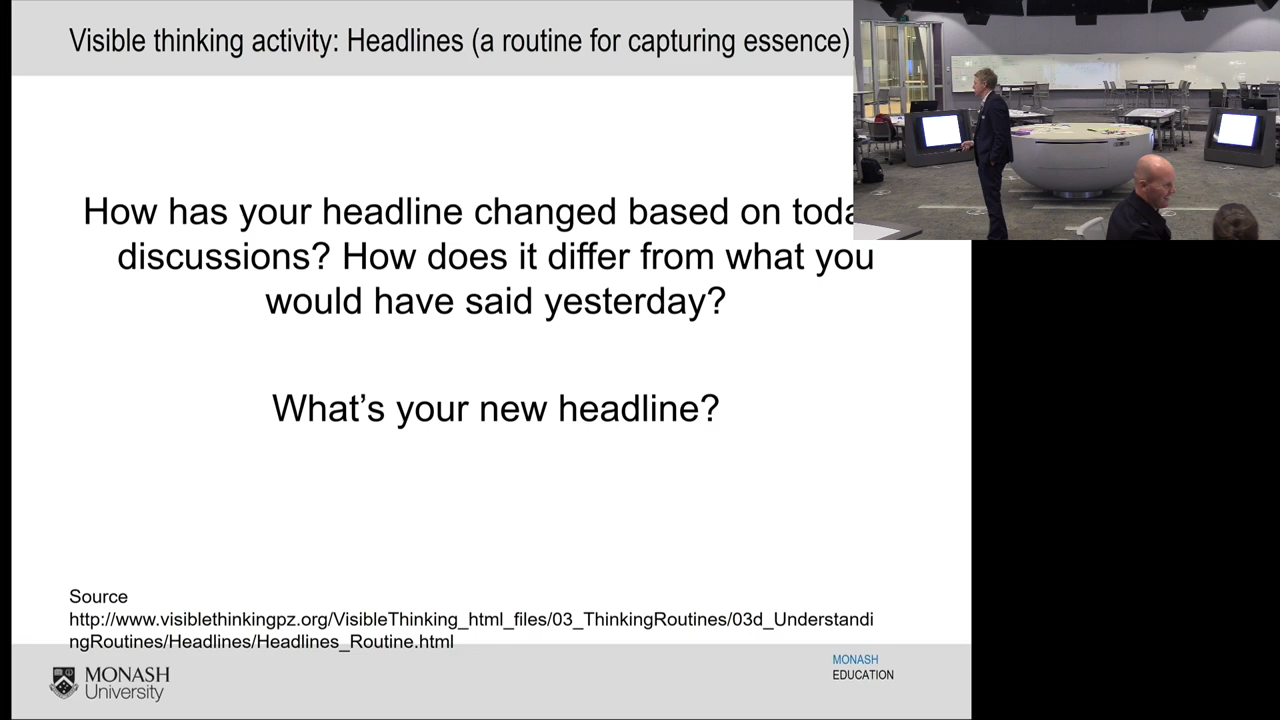 Visible thinking activity: Headlines (a routine for capturing essence)
How has your headline changed based on toda
discussions? How does it differ from what you
would have said yesterday?
What’s your new headline?
Source
http://www.visiblethinkingpz.org/VisibleThinking_html_files/03_ThinkingRoutines/03d_Understandi
ngRoutines/Headlines/Headlines_Routine.html
MONASH
University
MONASH
EDUCATION